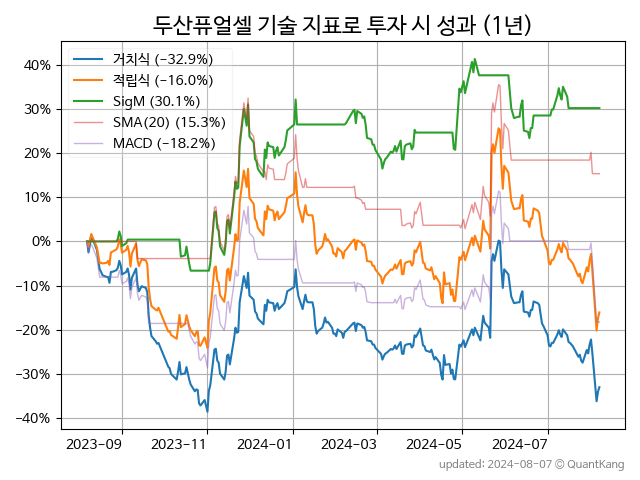 두산퓨얼셀 기술 지표로 투자 시 성과 (1년)
거치식 (−32.9%)
적립식 (−16.0%)
SigM (30.1%)
SMA(20) (15.3%)
MACD (−18.2%)
40%
30%
20%
10%
0%
−10%
−20%
−30%
−40%
2023-09 2023-11 2024-01 2024-03 2024-05 2024-07
updated: 2024-08-07 © QuantKang